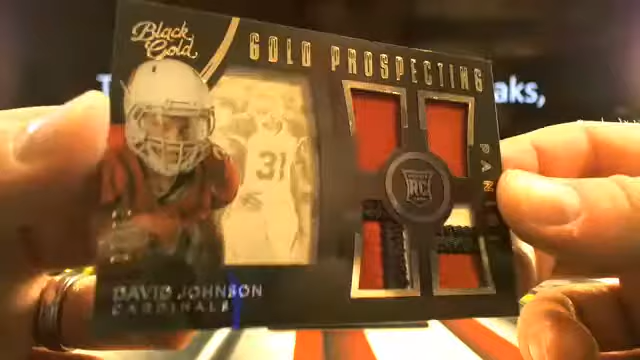 Black
Gold
GOLD PROSPECTING
aks,
31
RC
DAVID JOHNSON
CARDINALS